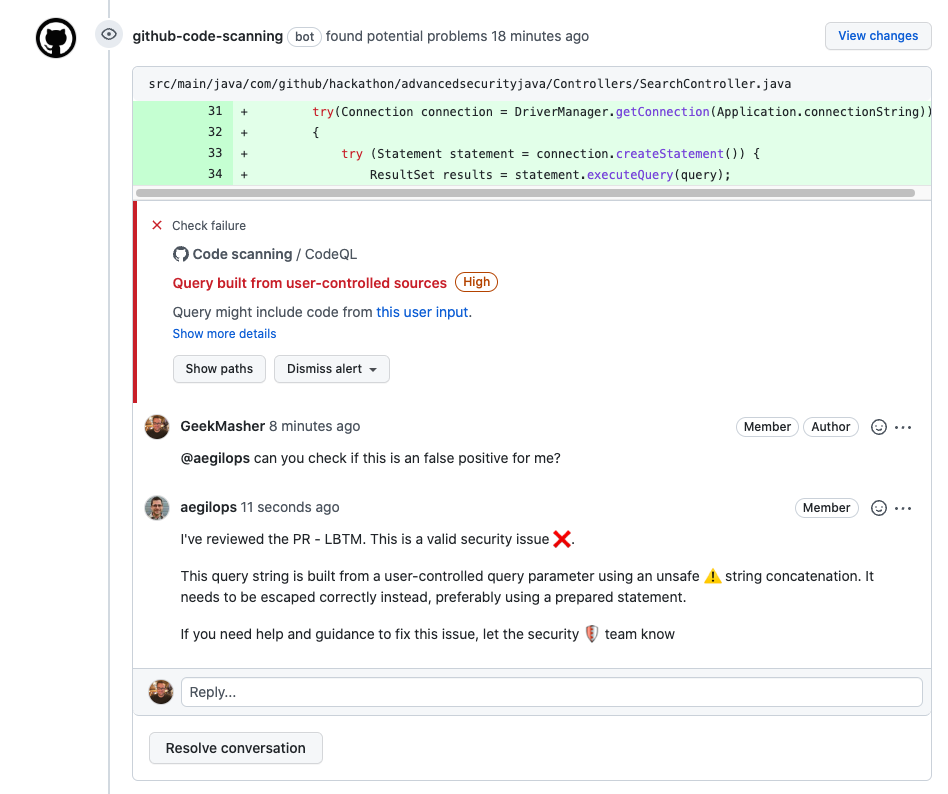 github-code-scanning bot found potential problems 18 minutes ago
View changes
src/main/java/com/github/hackathon/advancedsecurityjava/Controllers/SearchController.java
31 + try(Connection connection = DriverManager.getConnection(Application.connectionString))
32 + {
33 + try (Statement statement = connection.createStatement()) {
34 + ResultSet results = statement.executeQuery(query);
Check failure
Code scanning / CodeQL
Query built from user-controlled sources High
Query might include code from this user input.
Show more details
Show paths Dismiss alert
GeekMasher 8 minutes ago Member Author
@aegilops can you check if this is an false positive for me?
aegilops 11 seconds ago Member
I've reviewed the PR - LBTM. This is a valid security issue ❌.
This query string is built from a user-controlled query parameter using an unsafe ⚠️ string concatenation. It
needs to be escaped correctly instead, preferably using a prepared statement.
If you need help and guidance to fix this issue, let the security 🛡️ team know
Reply...
Resolve conversation